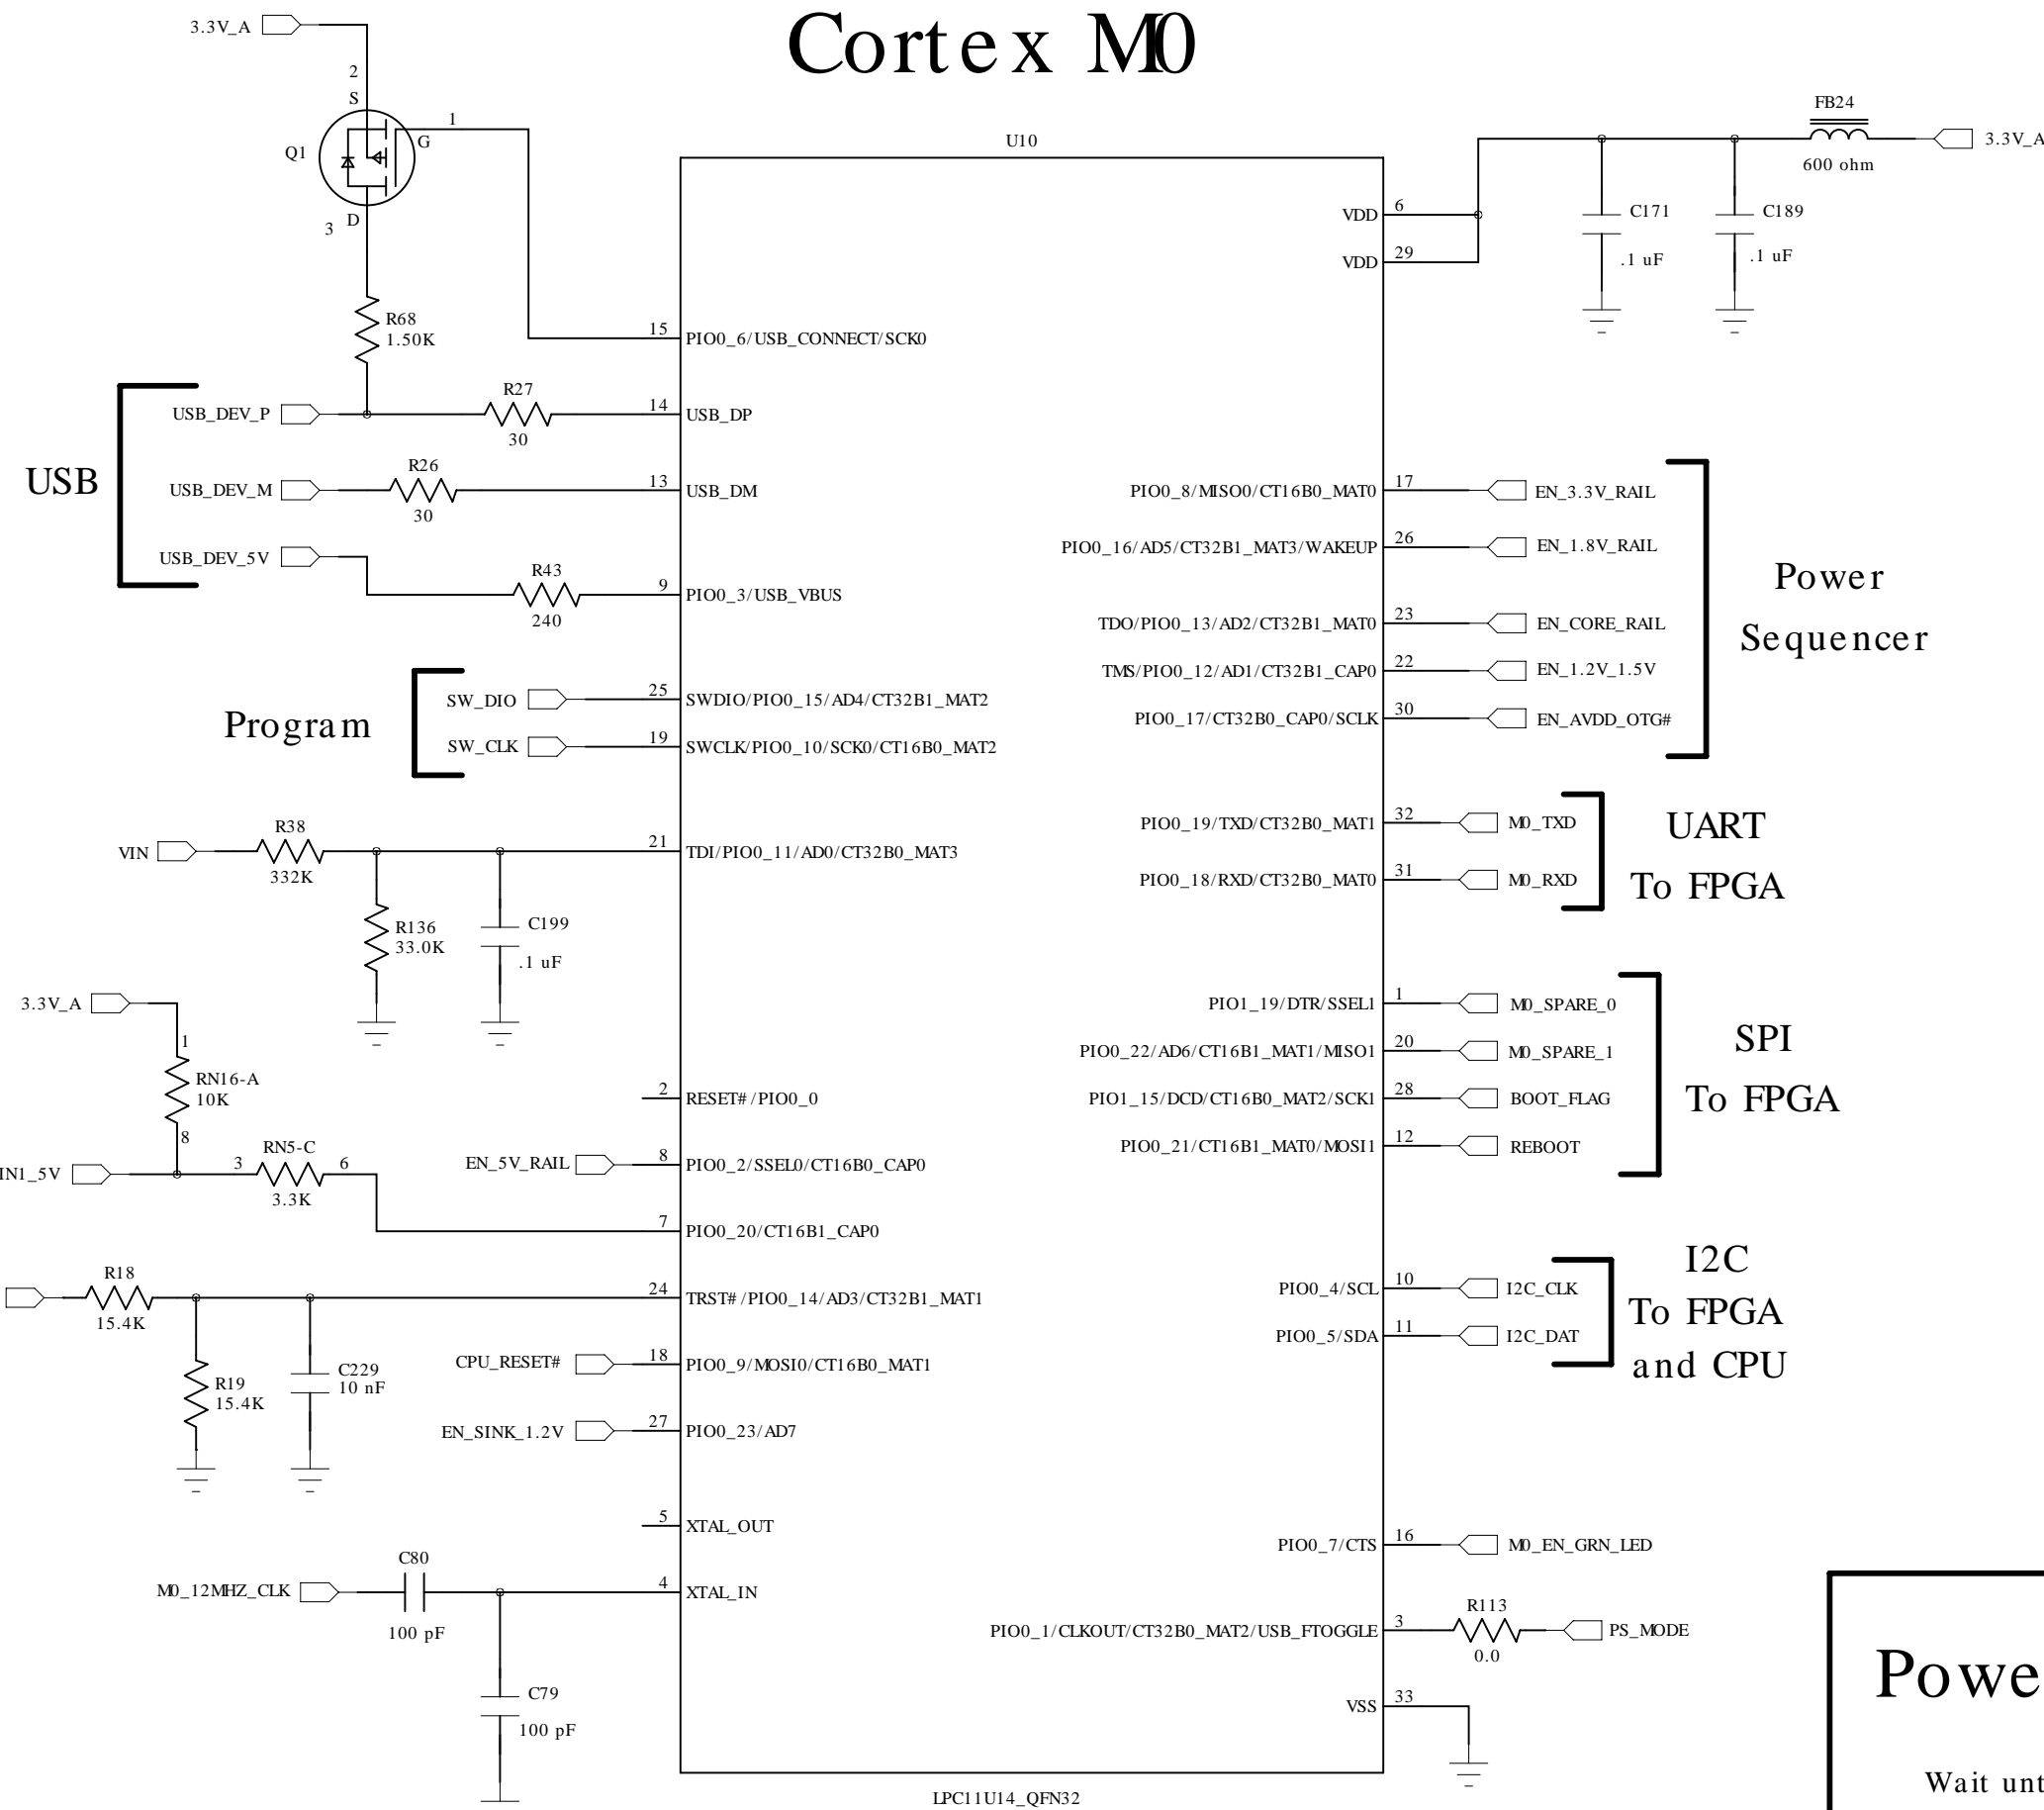 Cortex M0
3.3V_A
2
S
1
G
Q1
D
3
R68
1.50K
U10
FB24
600 ohm
3.3V_A
C171
.1 uF
C189
.1 uF
VDD 6
VDD 29
15 PIO0_6/USB_CONNECT/SCK0
USB
USB_DEV_P
R27
30
14 USB_DP
USB_DEV_M
R26
30
13 USB_DM
USB_DEV_5V
R43
240
9 PIO0_3/USB_VBUS
Program
SW_DIO 25 SWDIO/PIO0_15/AD4/CT32B1_MAT2
SW_CLK 19 SWCLK/PIO0_10/SCK0/CT16B0_MAT2
VIN
R38
332K
21 TDI/PIO0_11/AD0/CT32B0_MAT3
R136
33.0K
C199
.1 uF
3.3V_A
1
RN16-A
10K
8
2 RESET#/PIO0_0
EN_5V_RAIL 8 PIO0_2/SSEL0/CT16B0_CAP0
IN1_5V
3
RN5-C
6
3.3K
7 PIO0_20/CT16B1_CAP0
R18
15.4K
24 TRST#/PIO0_14/AD3/CT32B1_MAT1
R19
15.4K
C229
10 nF
CPU_RESET# 18 PIO0_9/MOSI0/CT16B0_MAT1
EN_SINK_1.2V 27 PIO0_23/AD7
5 XTAL_OUT
M0_12MHZ_CLK
C80
100 pF
4 XTAL_IN
C79
100 pF
PIO0_8/MISO0/CT16B0_MAT0 17 EN_3.3V_RAIL
PIO0_16/AD5/CT32B1_MAT3/WAKEUP 26 EN_1.8V_RAIL
TDO/PIO0_13/AD2/CT32B1_MAT0 23 EN_CORE_RAIL
TMS/PIO0_12/AD1/CT32B1_CAP0 22 EN_1.2V_1.5V
PIO0_17/CT32B0_CAP0/SCLK 30 EN_AVDD_OTG#
Power
Sequencer
PIO0_19/TXD/CT32B0_MAT1 32 M0_TXD
PIO0_18/RXD/CT32B0_MAT0 31 M0_RXD
UART
To FPGA
PIO1_19/DTR/SSEL1 1 M0_SPARE_0
PIO0_22/AD6/CT16B1_MAT1/MISO1 20 M0_SPARE_1
PIO1_15/DCD/CT16B0_MAT2/SCK1 28 BOOT_FLAG
PIO0_21/CT16B1_MAT0/MOSI1 12 REBOOT
SPI
To FPGA
PIO0_4/SCL 10 I2C_CLK
PIO0_5/SDA 11 I2C_DAT
I2C
To FPGA
and CPU
PIO0_7/CTS 16 M0_EN_GRN_LED
PIO0_1/CLKOUT/CT32B0_MAT2/USB_FTOGGLE 3
R113
0.0
PS_MODE
VSS 33
LPC11U14_QFN32
Powe
Wait unt